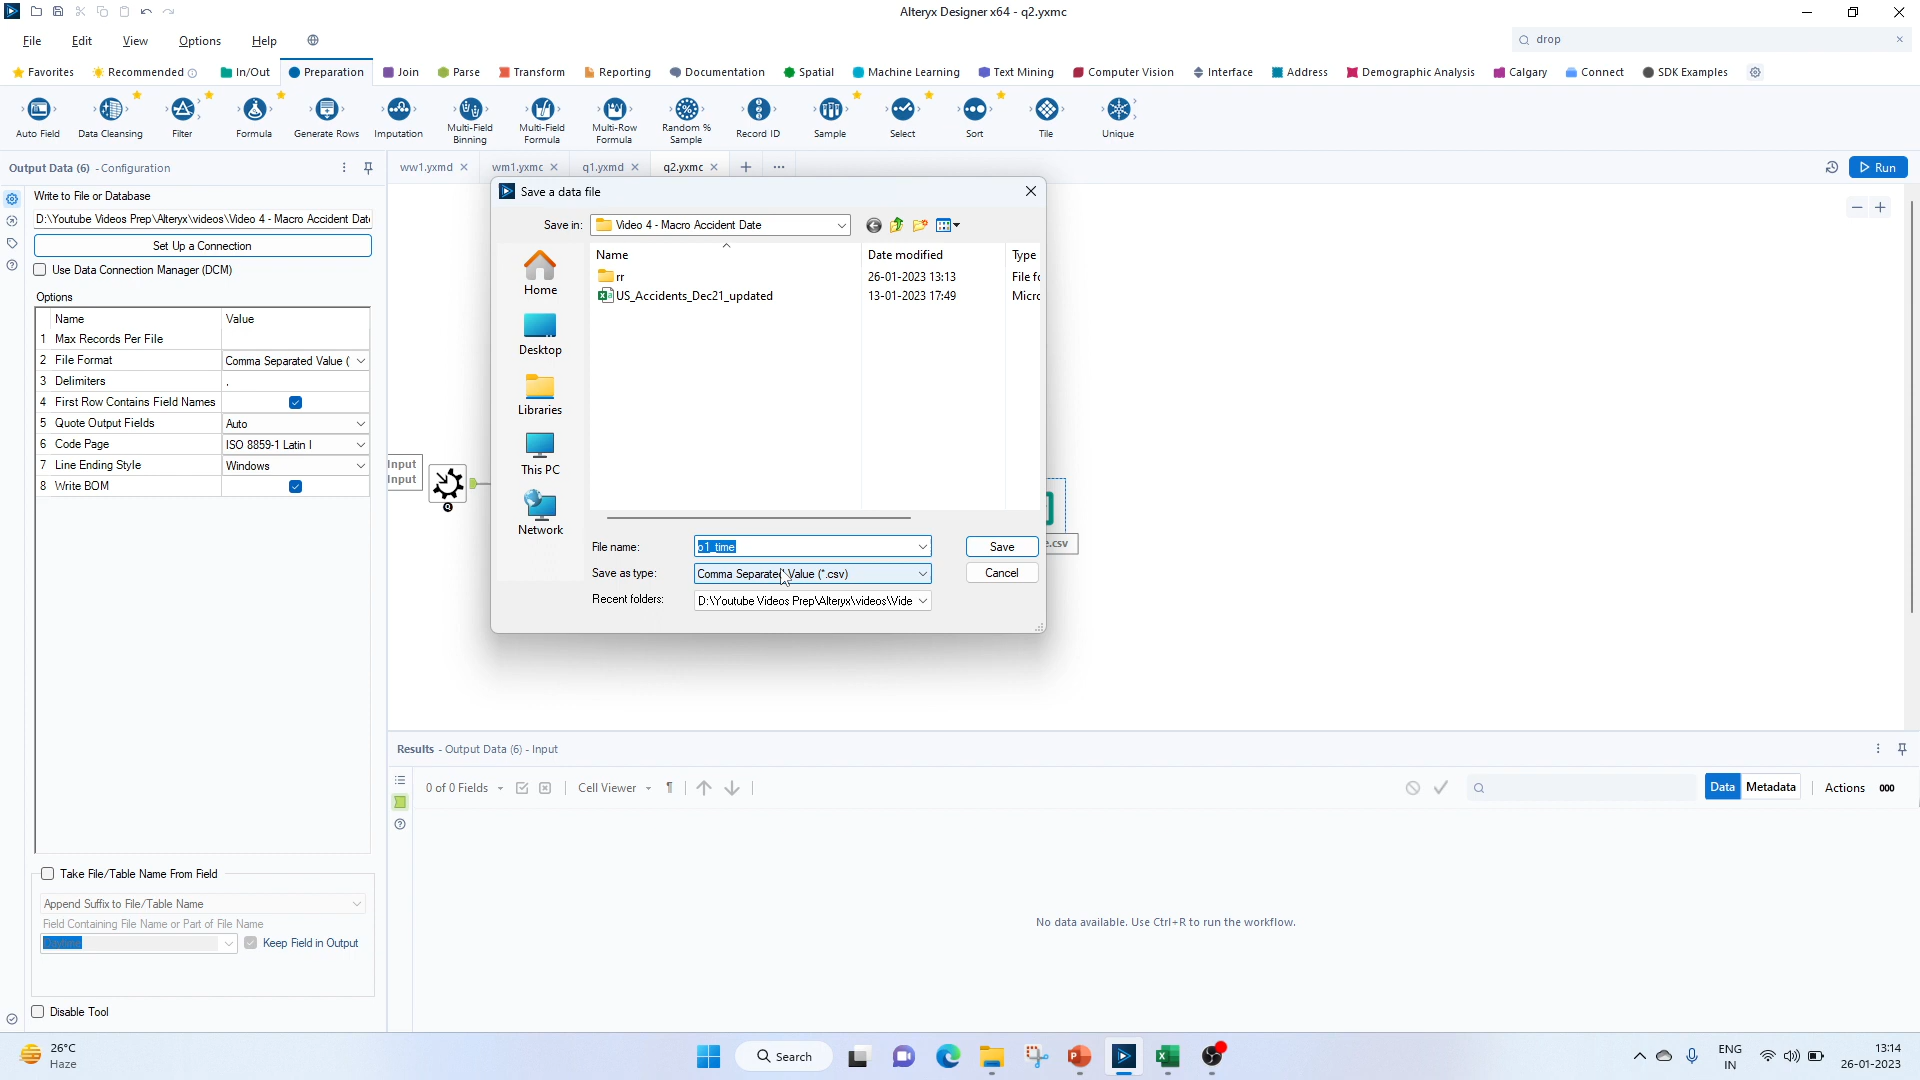 Alteryx Designer x64 - q2.yxmc
File Edit View Options Help
drop
Favorites Recommended In/Out Preparation Join Parse Transform Reporting Documentation Spatial Machine Learning Text Mining Computer Vision Interface Address Demographic Analysis Calgary Connect SDK Examples
Auto Field Data Cleansing Filter Formula Generate Rows Imputation Multi-Field Binning Multi-Field Formula Multi-Row Formula Random % Sample Record ID Sample Select Sort Tile Unique
Output Data (6) - Configuration
ww1.yxmd wm1.yxmc q1.yxmd q2.yxmc
Run
Write to File or Database
D:\Youtube Videos Prep\Alteryx\videos\Video 4 - Macro Accident Dat
Set Up a Connection
Use Data Connection Manager (DCM)
Options
Name Value
1 Max Records Per File
2 File Format Comma Separated Value (
3 Delimiters ,
4 First Row Contains Field Names
5 Quote Output Fields Auto
6 Code Page ISO 8859-1 Latin I
7 Line Ending Style Windows
8 Write BOM
Take File/Table Name From Field
Append Suffix to File/Table Name
Field Containing File Name or Part of File Name
Keep Field in Output
Disable Tool
Input
Input
Q
.csv
Save a data file
Save in: Video 4 - Macro Accident Date
Name Date modified Type
rr 26-01-2023 13:13 File fo
US_Accidents_Dec21_updated 13-01-2023 17:49 Micro
Home
Desktop
Libraries
This PC
Network
File name: o1_time Save
Save as type: Comma Separated Value (*.csv) Cancel
Recent folders: D:\Youtube Videos Prep\Alteryx\videos\Vide
Results - Output Data (6) - Input
0 of 0 Fields Cell Viewer Data Metadata Actions 000
No data available. Use Ctrl+R to run the workflow.
26°C
Haze
Search
ENG
IN
13:14
26-01-2023